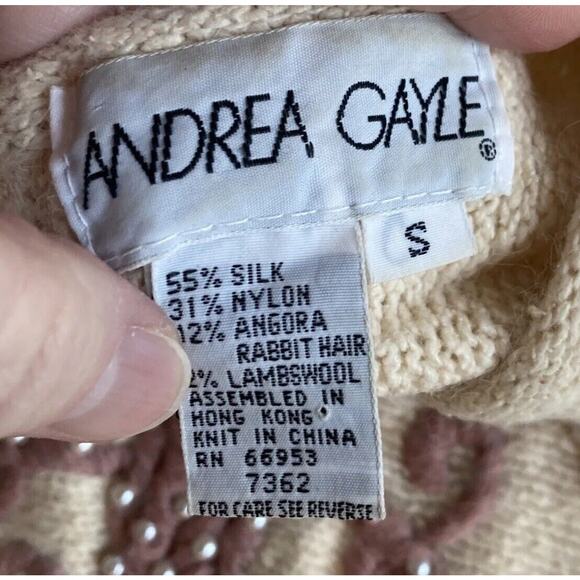 ANDREA GAYLE
®
S
55% SILK
31% NYLON
12% ANGORA
RABBIT HAIR
2% LAMBSWOOL
ASSEMBLED IN
HONG KONG
KNIT IN CHINA
RN 66953
7362
FOR CARE SEE REVERSE